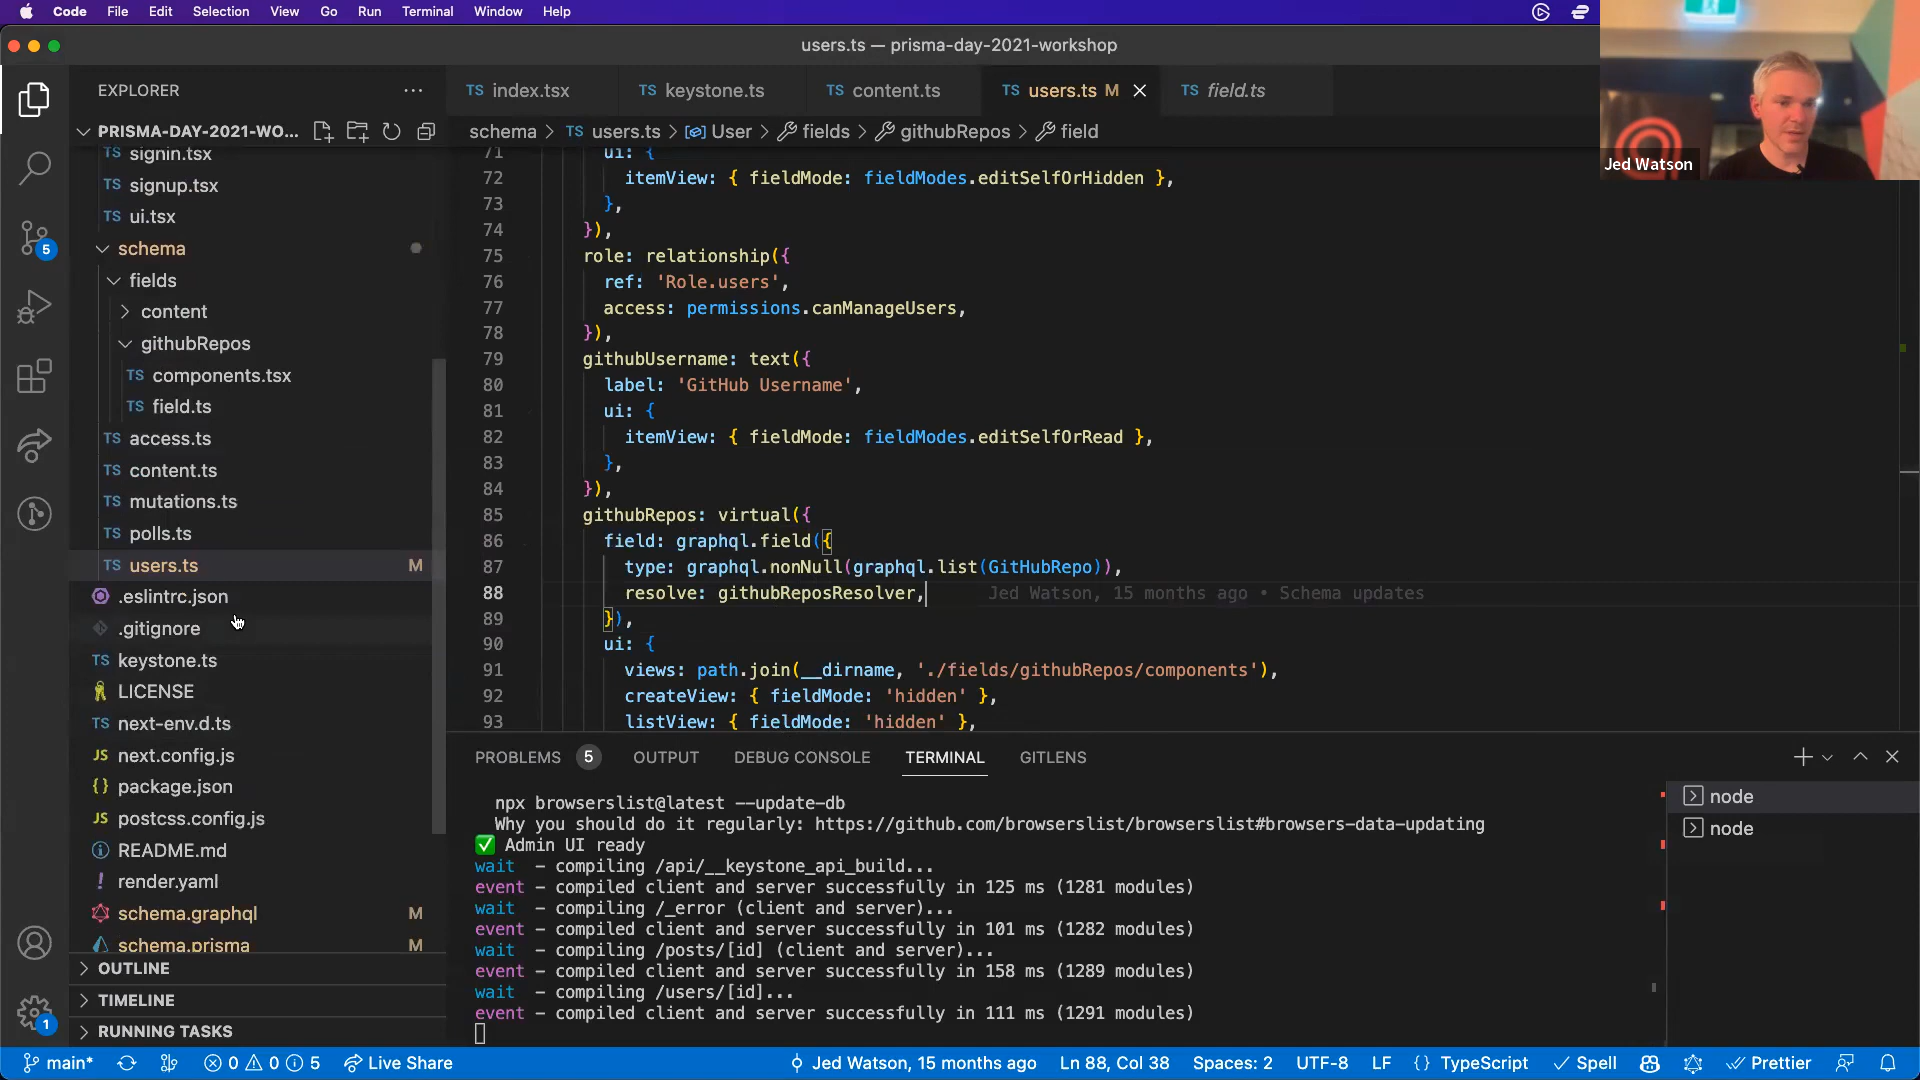 Code File Edit Selection View Go Run Terminal Window Help
users.ts — prisma-day-2021-workshop
Jed Watson
EXPLORER
PRISMA-DAY-2021-WO...
signin.tsx
signup.tsx
ui.tsx
schema
fields
content
githubRepos
TS components.tsx
TS field.ts
TS access.ts
TS content.ts
TS mutations.ts
TS polls.ts
TS users.ts M
.eslintrc.json
.gitignore
TS keystone.ts
LICENSE
TS next-env.d.ts
JS next.config.js
{} package.json
JS postcss.config.js
README.md
! render.yaml
schema.graphql M
schema.prisma M
OUTLINE
TIMELINE
RUNNING TASKS
5
1
TS index.tsx TS keystone.ts TS content.ts TS users.ts M TS field.ts
schema > TS users.ts > User > fields > githubRepos > field
71 ui: {
72 itemView: { fieldMode: fieldModes.editSelfOrHidden },
73 },
74 }),
75 role: relationship({
76 ref: 'Role.users',
77 access: permissions.canManageUsers,
78 }),
79 githubUsername: text({
80 label: 'GitHub Username',
81 ui: {
82 itemView: { fieldMode: fieldModes.editSelfOrRead },
83 },
84 }),
85 githubRepos: virtual({
86 field: graphql.field({
87 type: graphql.nonNull(graphql.list(GitHubRepo)),
88 resolve: githubReposResolver, Jed Watson, 15 months ago • Schema updates
89 }),
90 ui: {
91 views: path.join(__dirname, './fields/githubRepos/components'),
92 createView: { fieldMode: 'hidden' },
93 listView: { fieldMode: 'hidden' },
PROBLEMS 5 OUTPUT DEBUG CONSOLE TERMINAL GITLENS
npx browserslist@latest --update-db
Why you should do it regularly: https://github.com/browserslist/browserslist#browsers-data-updating
✅ Admin UI ready
wait – compiling /api/__keystone_api_build...
event – compiled client and server successfully in 125 ms (1281 modules)
wait – compiling /_error (client and server)...
event – compiled client and server successfully in 101 ms (1282 modules)
wait – compiling /posts/[id] (client and server)...
event – compiled client and server successfully in 158 ms (1289 modules)
wait – compiling /users/[id]...
event – compiled client and server successfully in 111 ms (1291 modules)
node
node
main* 0 0 5 Live Share Jed Watson, 15 months ago Ln 88, Col 38 Spaces: 2 UTF-8 LF {} TypeScript Spell Prettier